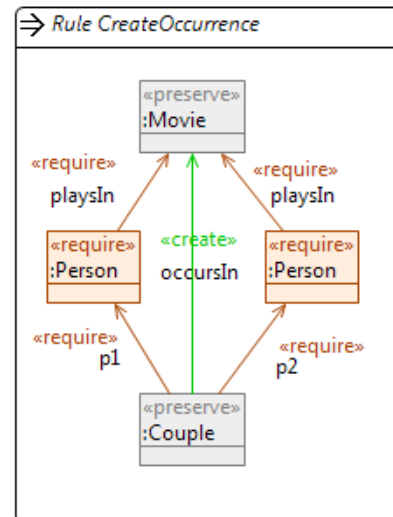 Rule CreateOccurrence
«preserve»
:Movie
«require»
playsIn
«require»
playsIn
«require»
:Person
«create»
occursIn
«require»
:Person
«require»
p1
«require»
p2
«preserve»
:Couple